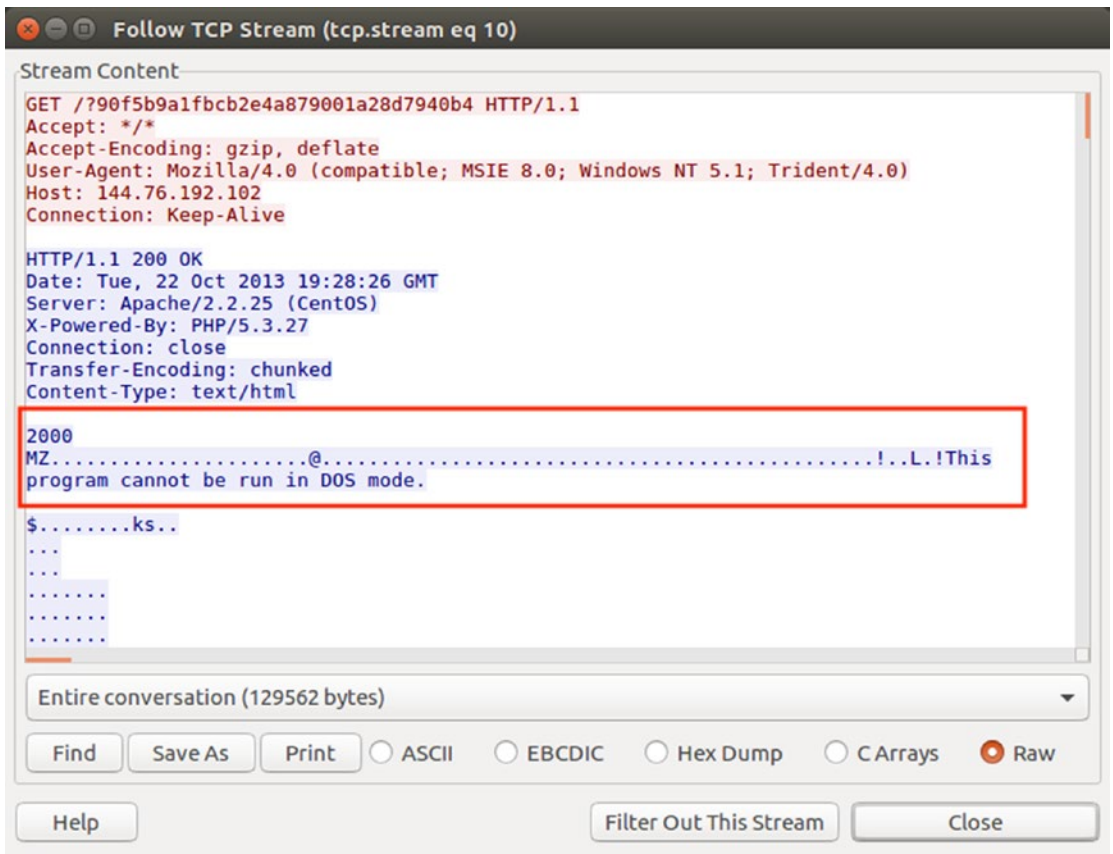 Follow TCP Stream (tcp.stream eq 10)
Stream Content
GET /?90f5b9a1fbcb2e4a879001a28d7940b4 HTTP/1.1
Accept: */*
Accept-Encoding: gzip, deflate
User-Agent: Mozilla/4.0 (compatible; MSIE 8.0; Windows NT 5.1; Trident/4.0)
Host: 144.76.192.102
Connection: Keep-Alive
HTTP/1.1 200 OK
Date: Tue, 22 Oct 2013 19:28:26 GMT
Server: Apache/2.2.25 (CentOS)
X-Powered-By: PHP/5.3.27
Connection: close
Transfer-Encoding: chunked
Content-Type: text/html
2000
MZ......................@................................................!..L.!This
program cannot be run in DOS mode.
$........ks..
...
...
.......
.......
.......
Entire conversation (129562 bytes)
Find Save As Print ASCII EBCDIC Hex Dump C Arrays Raw
Help Filter Out This Stream Close